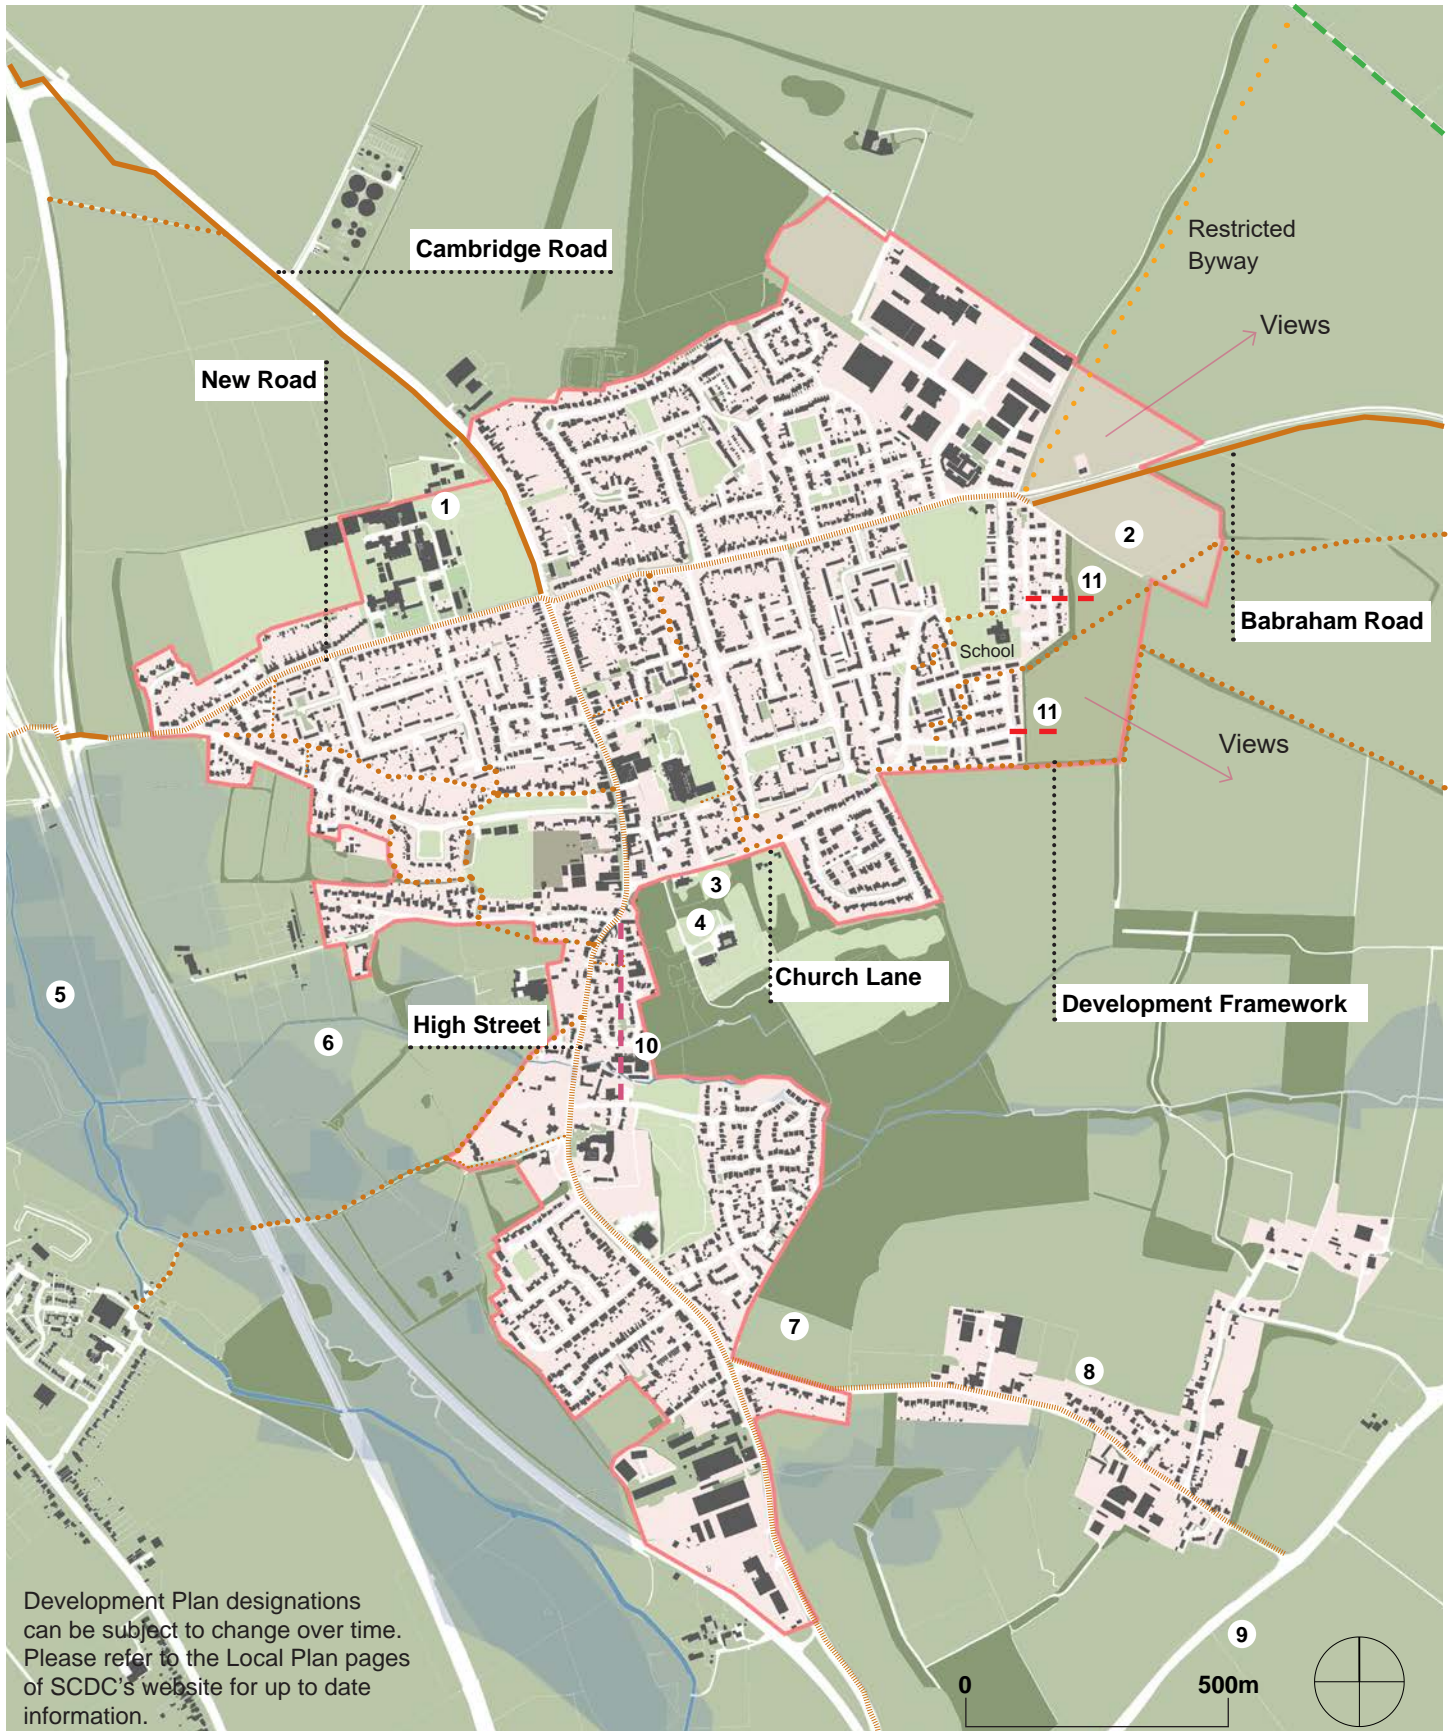 Cambridge Road
Restricted
Byway
Views
New Road
1
2
11
Babraham Road
School
11
Views
3
4
Church Lane
5
Development Framework
High Street
6
10
7
8
Development Plan designations
can be subject to change over time.
Please refer to the Local Plan pages
of SCDC's website for up to date
information.
9
0
500m